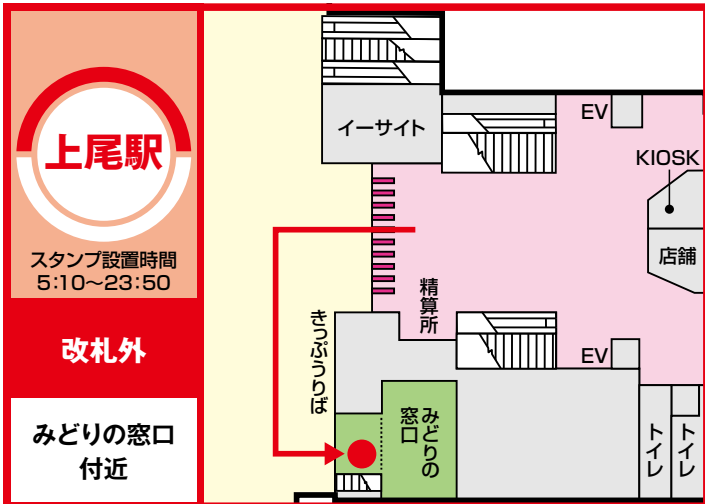 上尾駅
スタンプ設置時間
5:10～23:50
改札外
みどりの窓口
付近
イーサイト
EV
KIOSK
店舗
精算所
きっぷうりば
EV
みどりの
窓口
トイレ
トイレ